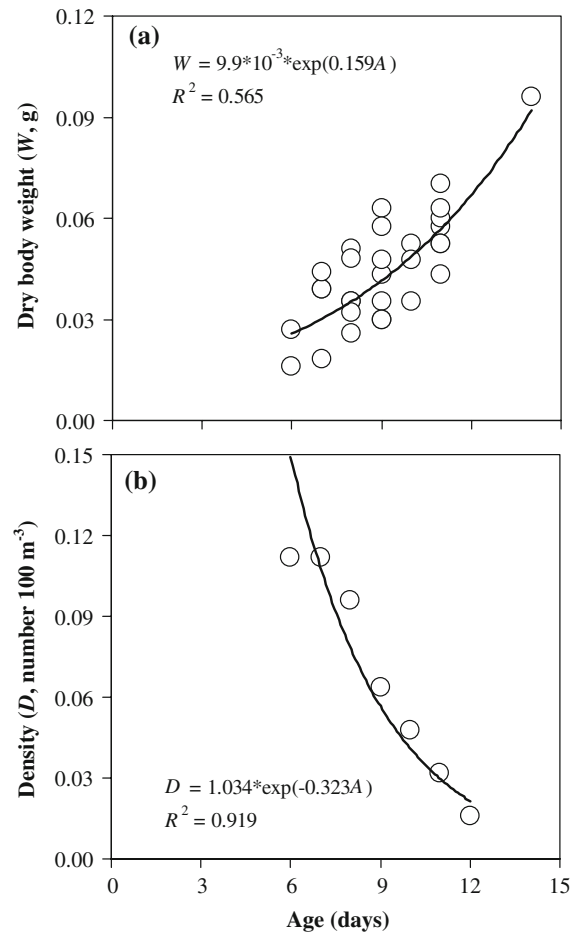 (a)
W = 9.9*10⁻³*exp(0.159A)
R² = 0.565
Dry body weight (W, g)
0.12
0.09
0.06
0.03
0.00
(b)
D = 1.034*exp(-0.323A)
R² = 0.919
Density (D, number 100 m⁻³)
0.15
0.12
0.09
0.06
0.03
0.00
0 3 6 9 12 15
Age (days)